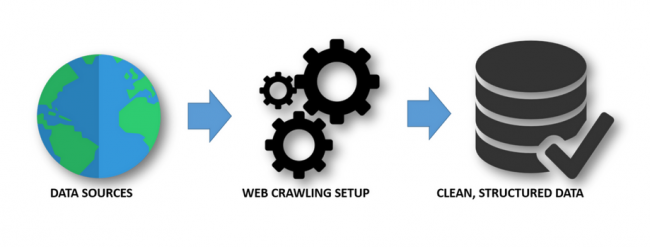 DATA SOURCES
WEB CRAWLING SETUP
CLEAN, STRUCTURED DATA